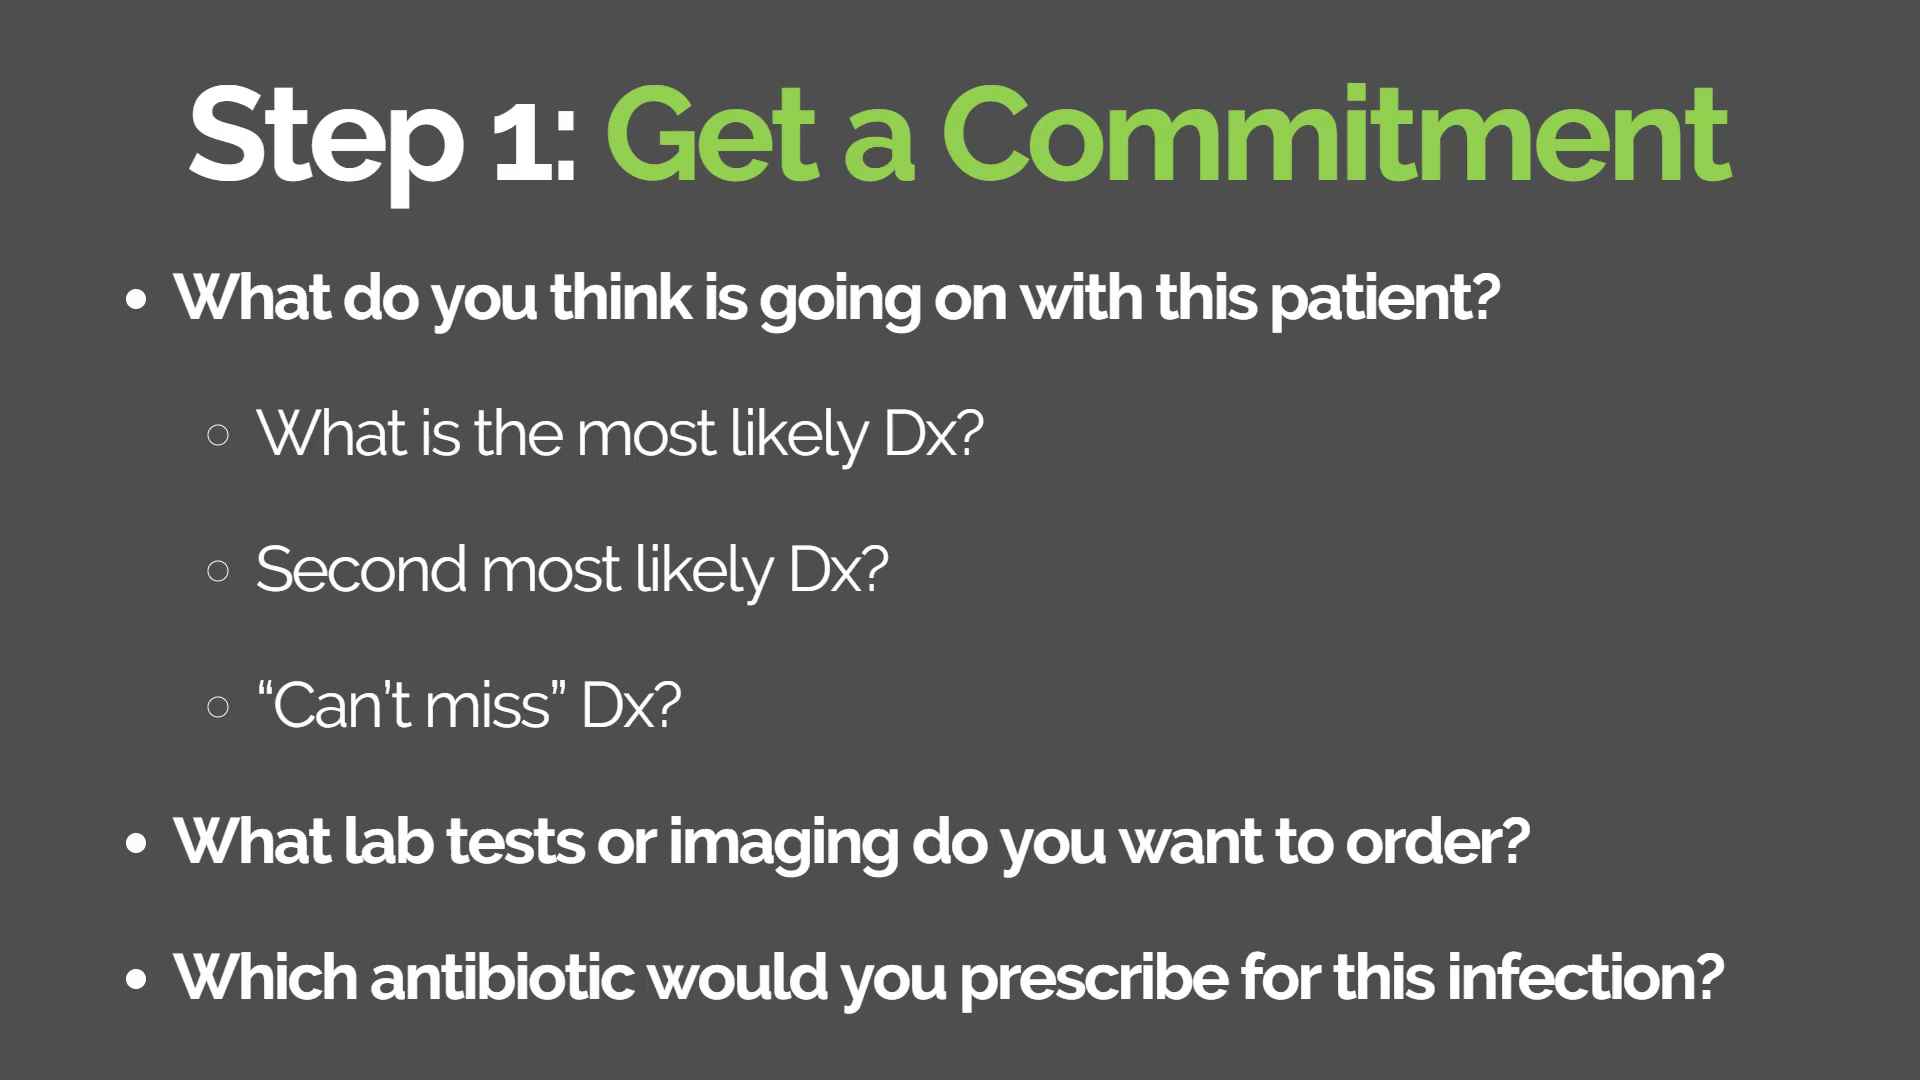 Step 1: Get a Commitment
• What do you think is going on with this patient?
○ What is the most likely Dx?
○ Second most likely Dx?
○ “Can’t miss” Dx?
• What lab tests or imaging do you want to order?
• Which antibiotic would you prescribe for this infection?